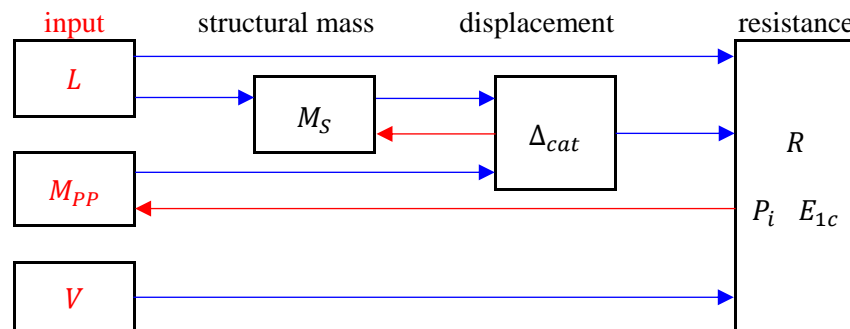 input structural mass displacement resistance
L
M_S
Δ_cat
R
M_PP
P_i E_1c
V